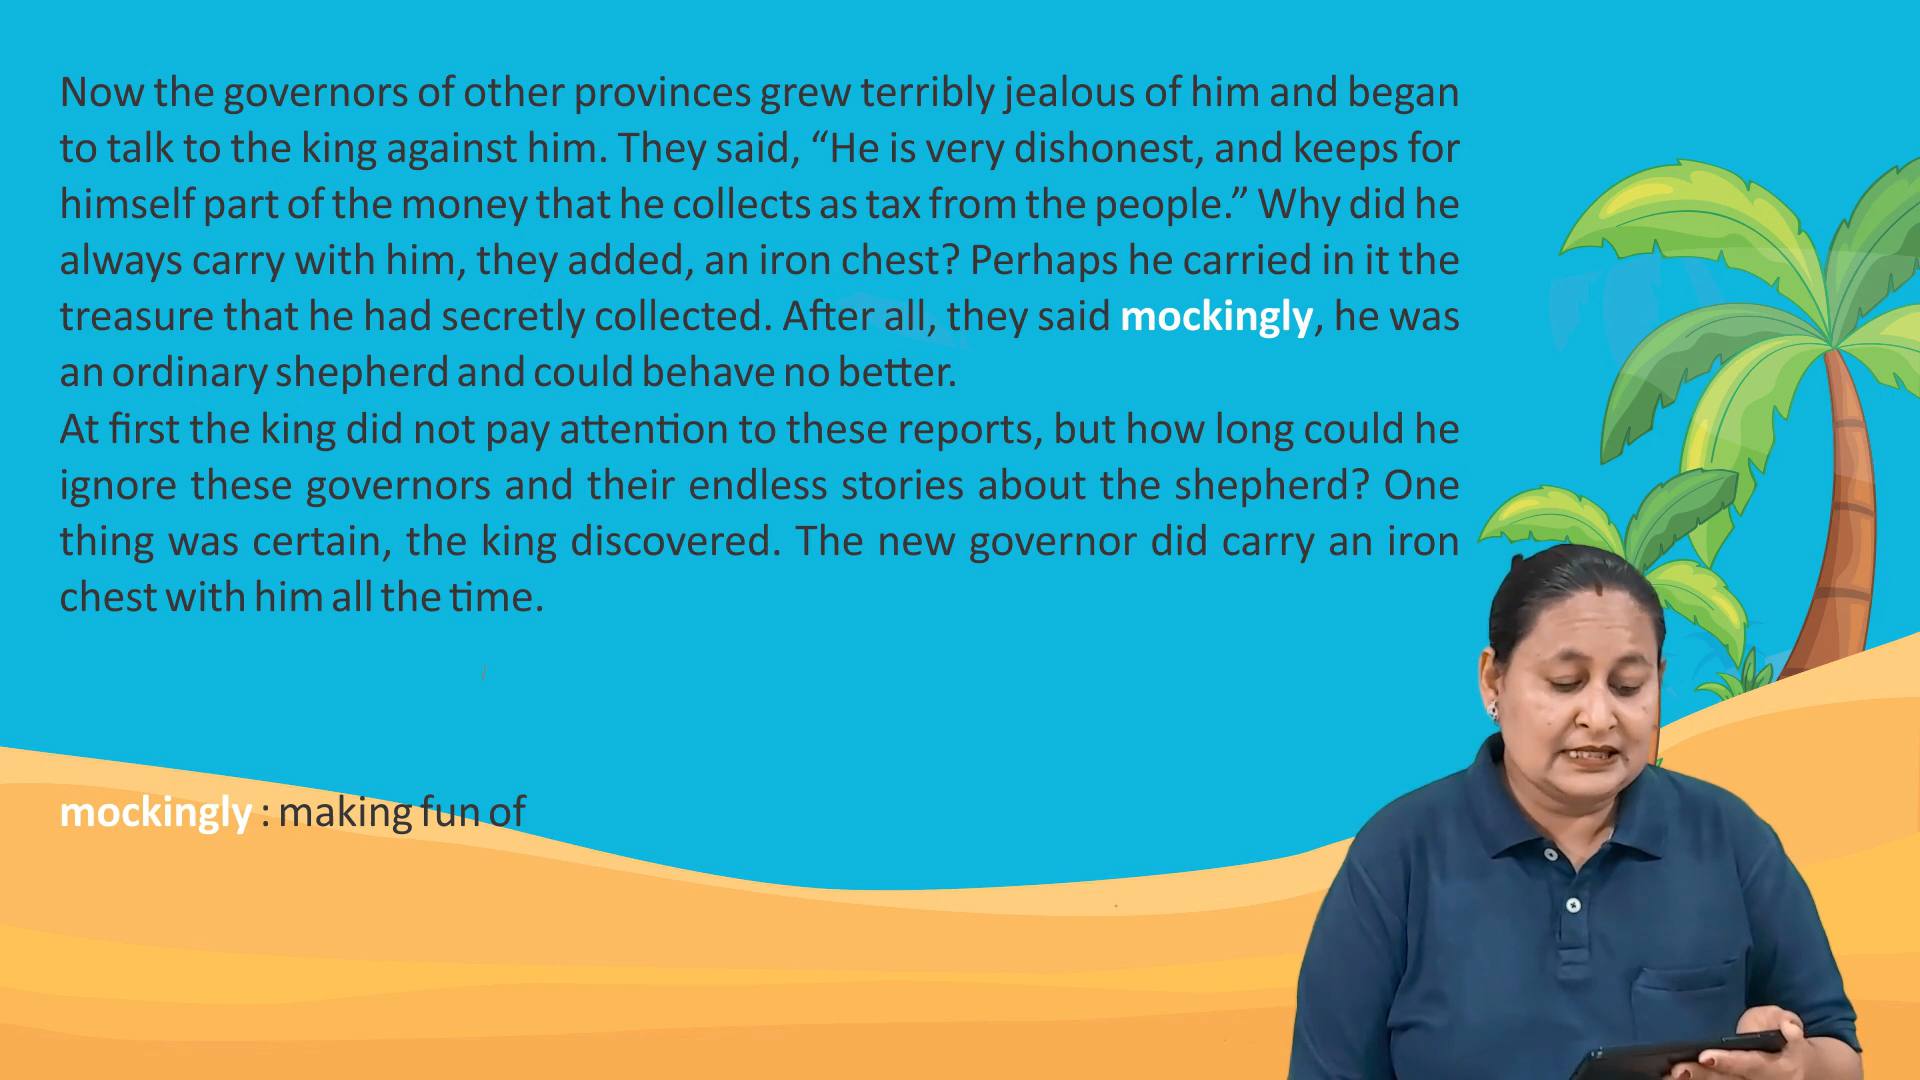 Now the governors of other provinces grew terribly jealous of him and began
to talk to the king against him. They said, “He is very dishonest, and keeps for
himself part of the money that he collects as tax from the people.” Why did he
always carry with him, they added, an iron chest? Perhaps he carried in it the
treasure that he had secretly collected. After all, they said mockingly, he was
an ordinary shepherd and could behave no better.
At first the king did not pay attention to these reports, but how long could he
ignore these governors and their endless stories about the shepherd? One
thing was certain, the king discovered. The new governor did carry an iron
chest with him all the time.
mockingly : making fun of